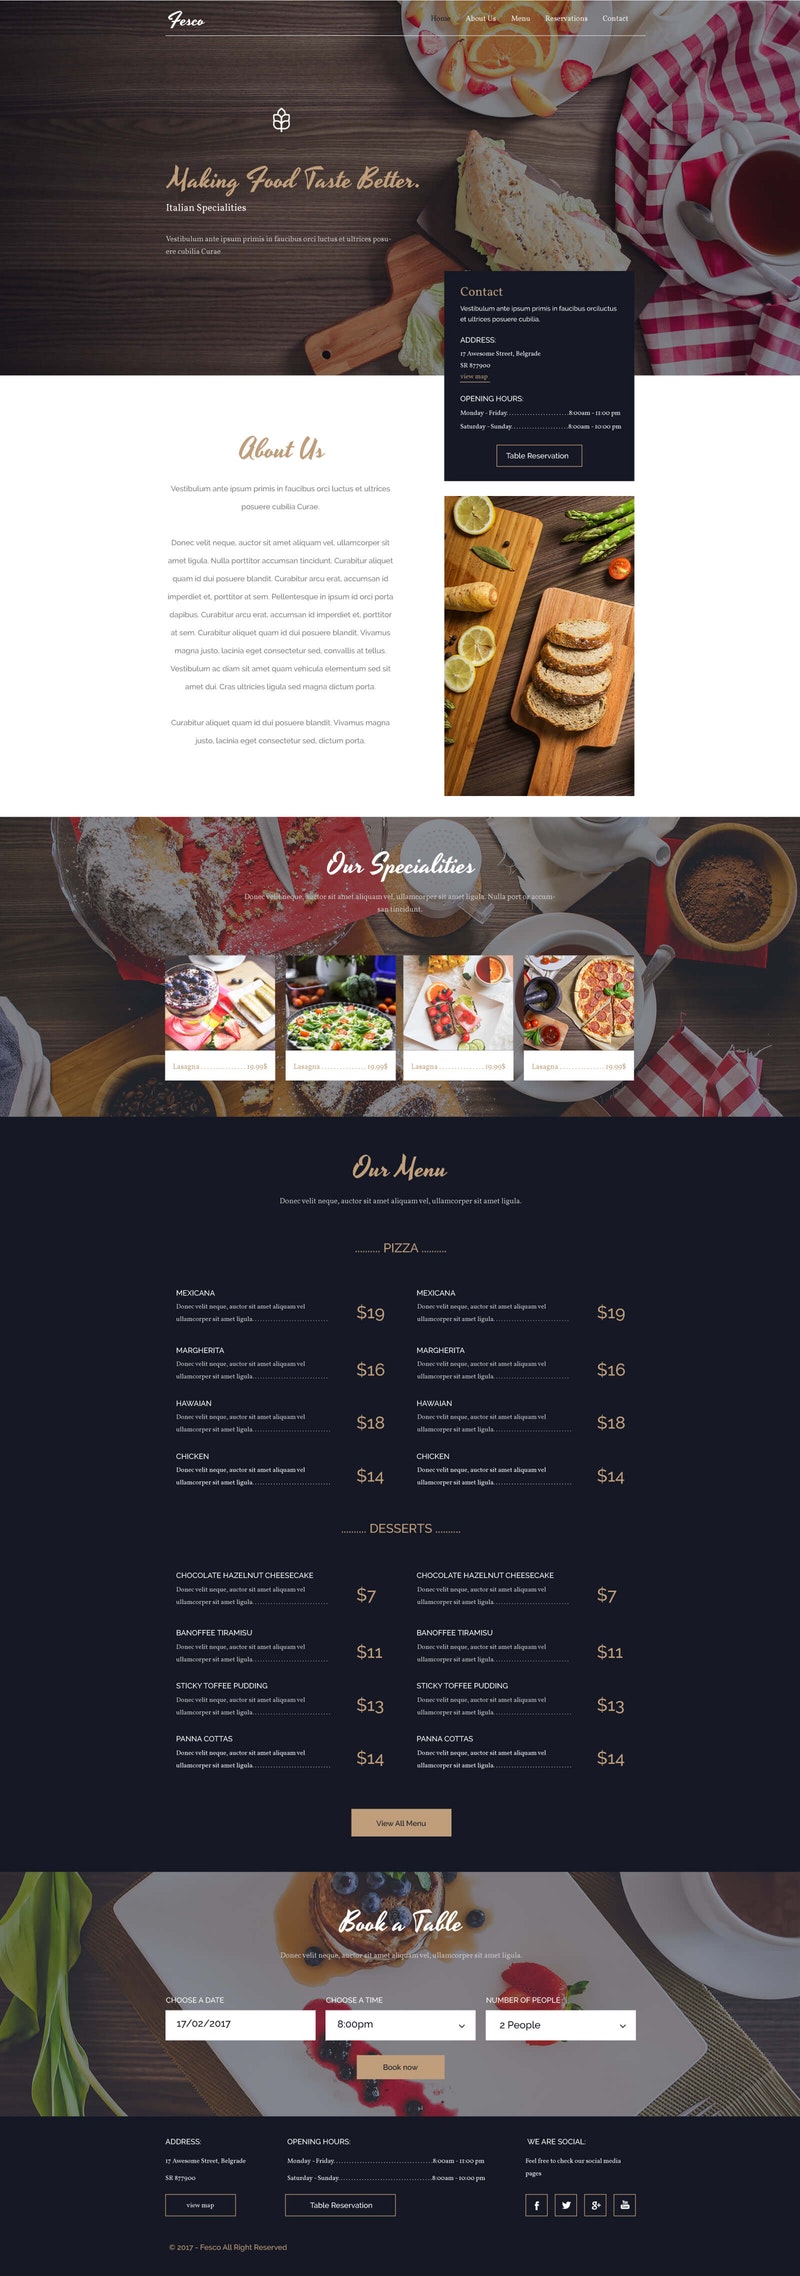 Fesco
Home About Us Menu Reservations Contact
Making Food Taste Better.
Italian Specialities
Vestibulum ante ipsum primis in faucibus orci luctus et ultrices posu-
ere cubilia Curae
Contact
Vestibulum ante ipsum primis in faucibus orciluctus
et ultrices posuere cubilia.
ADDRESS:
17 Awesome Street, Belgrade
SR 877900
view map
OPENING HOURS:
Monday - Friday........................8:00am - 11:00 pm
Saturday - Sunday......................8:00am - 10:00 pm
Table Reservation
About Us
Vestibulum ante ipsum primis in faucibus orci luctus et ultrices
posuere cubilia Curae.
Donec velit neque, auctor sit amet aliquam vel, ullamcorper sit
amet ligula. Nulla porttitor accumsan tincidunt. Curabitur aliquet
quam id dui posuere blandit. Curabitur arcu erat, accumsan id
imperdiet et, porttitor at sem. Pellentesque in ipsum id orci porta
dapibus. Curabitur arcu erat, accumsan id imperdiet et, porttitor
at sem. Curabitur aliquet quam id dui posuere blandit. Vivamus
magna justo, lacinia eget consectetur sed, convallis at tellus.
Vestibulum ac diam sit amet quam vehicula elementum sed sit
amet dui. Cras ultricies ligula sed magna dictum porta.
Curabitur aliquet quam id dui posuere blandit. Vivamus magna
justo, lacinia eget consectetur sed, dictum porta.
Our Specialities
Donec velit neque, auctor sit amet aliquam vel, ullamcorper sit amet ligula. Nulla port or accum-
san tincidunt.
Lasagna ................ 19.99$
Lasagna ................ 19.99$
Lasagna ................ 19.99$
Lasagna ................ 19.99$
Our Menu
Donec velit neque, auctor sit amet aliquam vel, ullamcorper sit amet ligula.
.......... PIZZA ..........
MEXICANA
Donec velit neque, auctor sit amet aliquam vel
ullamcorper sit amet ligula............................
$19
MEXICANA
Donec velit neque, auctor sit amet aliquam vel
ullamcorper sit amet ligula............................
$19
MARGHERITA
Donec velit neque, auctor sit amet aliquam vel
ullamcorper sit amet ligula............................
$16
MARGHERITA
Donec velit neque, auctor sit amet aliquam vel
ullamcorper sit amet ligula............................
$16
HAWAIAN
Donec velit neque, auctor sit amet aliquam vel
ullamcorper sit amet ligula............................
$18
HAWAIAN
Donec velit neque, auctor sit amet aliquam vel
ullamcorper sit amet ligula............................
$18
CHICKEN
Donec velit neque, auctor sit amet aliquam vel
ullamcorper sit amet ligula............................
$14
CHICKEN
Donec velit neque, auctor sit amet aliquam vel
ullamcorper sit amet ligula............................
$14
.......... DESSERTS ..........
CHOCOLATE HAZELNUT CHEESECAKE
Donec velit neque, auctor sit amet aliquam vel
ullamcorper sit amet ligula............................
$7
CHOCOLATE HAZELNUT CHEESECAKE
Donec velit neque, auctor sit amet aliquam vel
ullamcorper sit amet ligula............................
$7
BANOFFEE TIRAMISU
Donec velit neque, auctor sit amet aliquam vel
ullamcorper sit amet ligula............................
$11
BANOFFEE TIRAMISU
Donec velit neque, auctor sit amet aliquam vel
ullamcorper sit amet ligula............................
$11
STICKY TOFFEE PUDDING
Donec velit neque, auctor sit amet aliquam vel
ullamcorper sit amet ligula............................
$13
STICKY TOFFEE PUDDING
Donec velit neque, auctor sit amet aliquam vel
ullamcorper sit amet ligula............................
$13
PANNA COTTAS
Donec velit neque, auctor sit amet aliquam vel
ullamcorper sit amet ligula............................
$14
PANNA COTTAS
Donec velit neque, auctor sit amet aliquam vel
ullamcorper sit amet ligula............................
$14
View All Menu
Book a Table
Donec velit neque, auctor sit amet aliquam vel, ullamcorper sit amet ligula.
CHOOSE A DATE
17/02/2017
CHOOSE A TIME
8:00pm
NUMBER OF PEOPLE
2 People
Book now
ADDRESS:
17 Awesome Street, Belgrade
SR 877900
view map
OPENING HOURS:
Monday - Friday.....................................8:00am - 11:00 pm
Saturday - Sunday...................................8:00am - 10:00 pm
Table Reservation
WE ARE SOCIAL:
Feel free to check our social media
pages
© 2017 - Fesco All Right Reserved